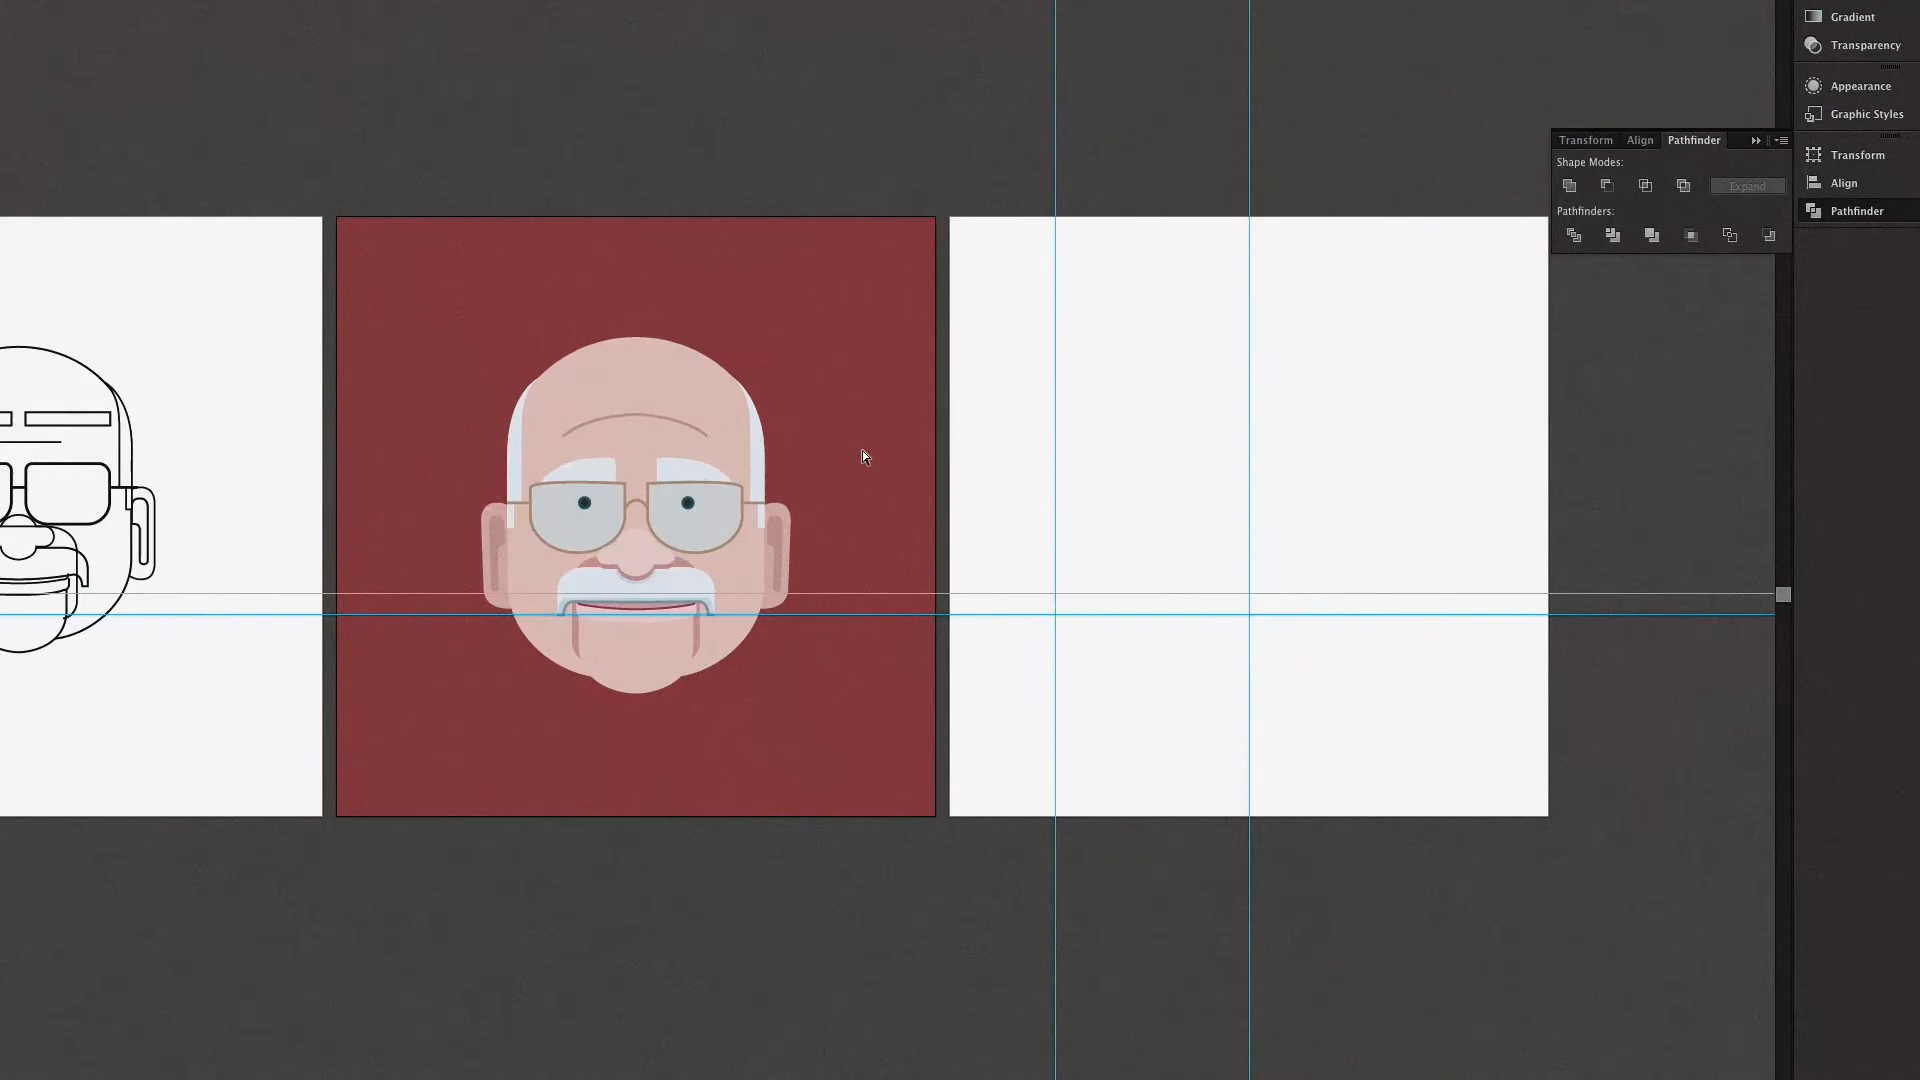 Gradient
Transparency
Appearance
Graphic Styles
Transform Align Pathfinder
Shape Modes:
Expand
Pathfinders:
Transform
Align
Pathfinder